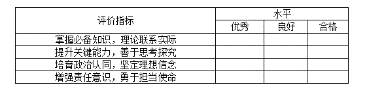 评价指标
水平
优秀
良好
合格
掌握必备知识，理论联系实际
提升关键能力，善于思考探究
培育政治认同，坚定理想信念
增强责任意识，勇于担当使命